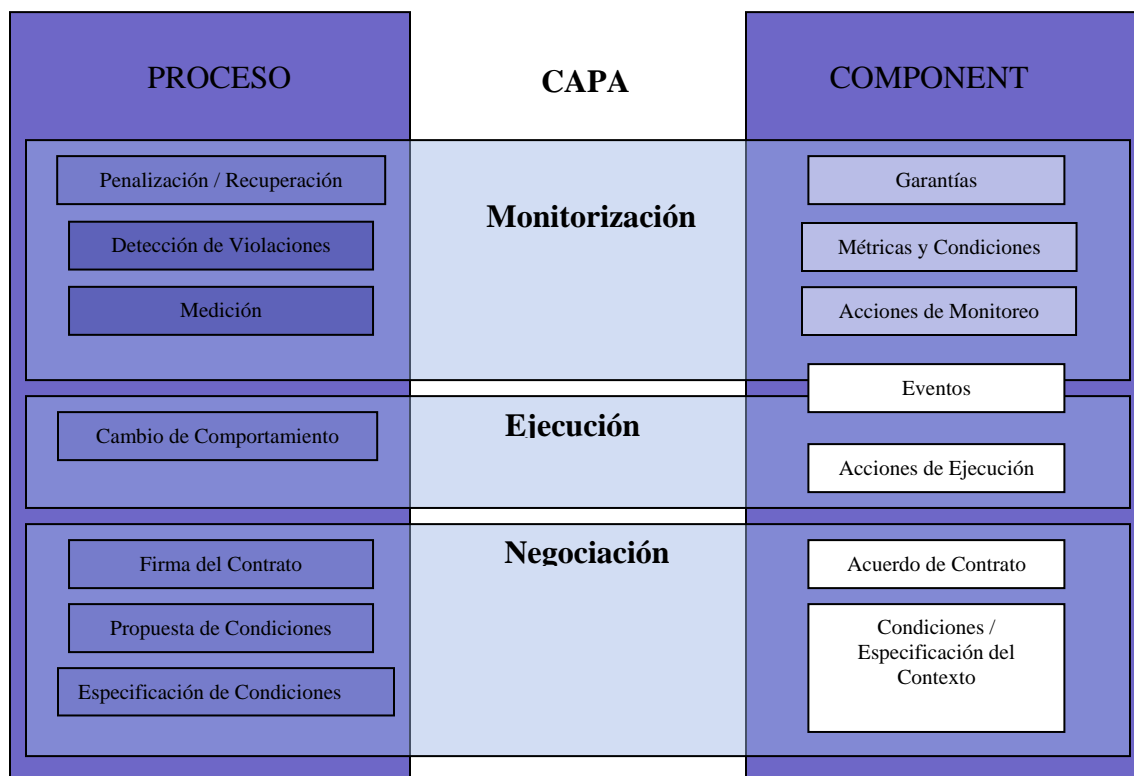 PROCESO
CAPA
COMPONENT
Penalización / Recuperación
Monitorización
Garantías
Detección de Violaciones
Métricas y Condiciones
Medición
Acciones de Monitoreo
Eventos
Cambio de Comportamiento
Ejecución
Acciones de Ejecución
Firma del Contrato
Negociación
Acuerdo de Contrato
Propuesta de Condiciones
Condiciones /
Especificación del
Contexto
Especificación de Condiciones